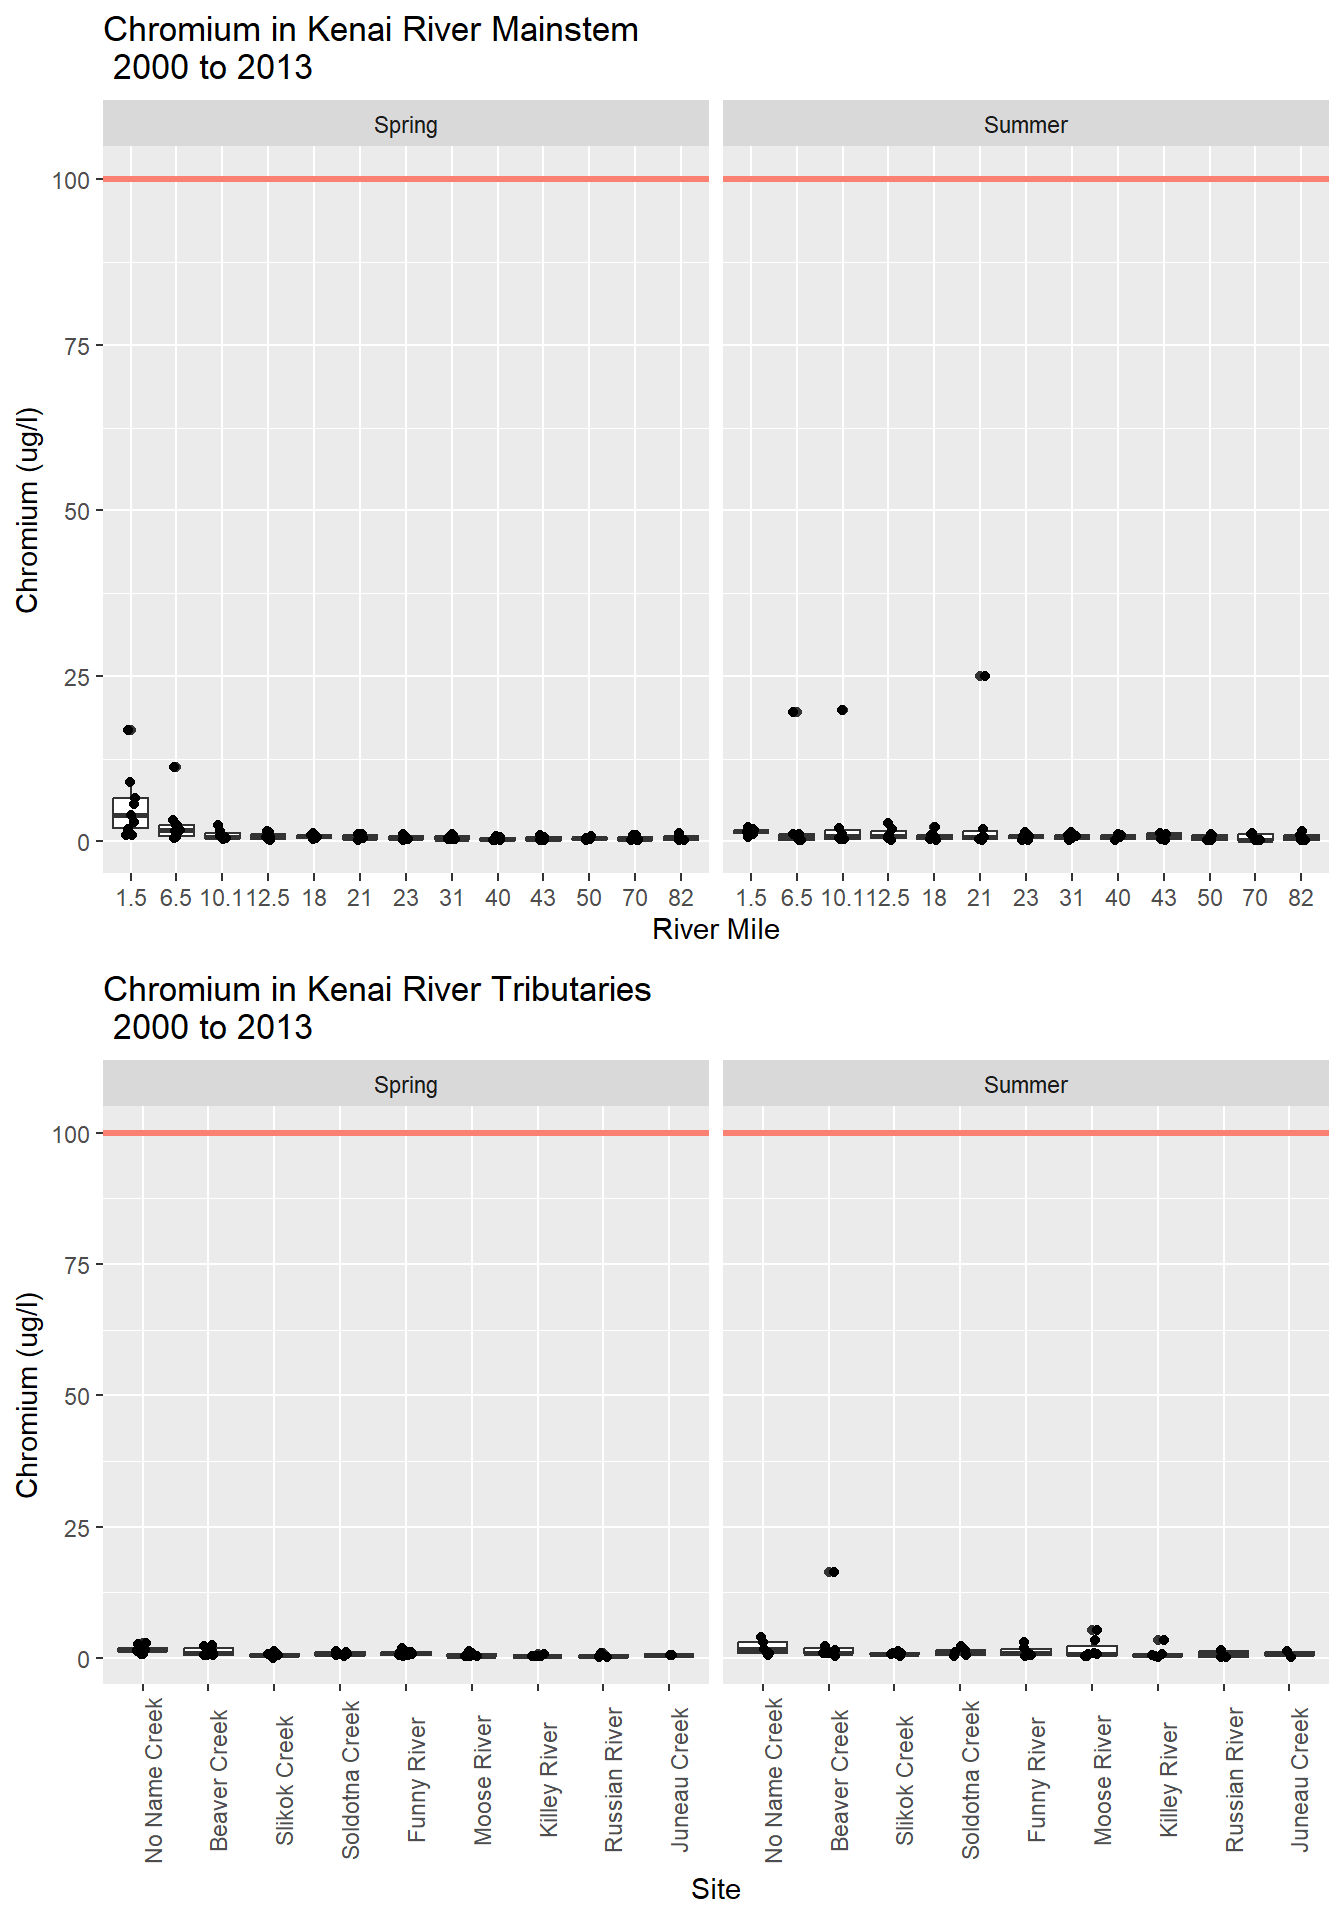 Chromium in Kenai River Mainstem
2000 to 2013
Spring
Summer
Chromium (ug/l)
100
75
50
25
0
1.5 6.5 10.1 12.5 18 21 23 31 40 43 50 70 82
1.5 6.5 10.1 12.5 18 21 23 31 40 43 50 70 82
River Mile
Chromium in Kenai River Tributaries
2000 to 2013
Spring
Summer
Chromium (ug/l)
100
75
50
25
0
No Name Creek
Beaver Creek
Slikok Creek
Soldotna Creek
Funny River
Moose River
Killey River
Russian River
Juneau Creek
No Name Creek
Beaver Creek
Slikok Creek
Soldotna Creek
Funny River
Moose River
Killey River
Russian River
Juneau Creek
Site